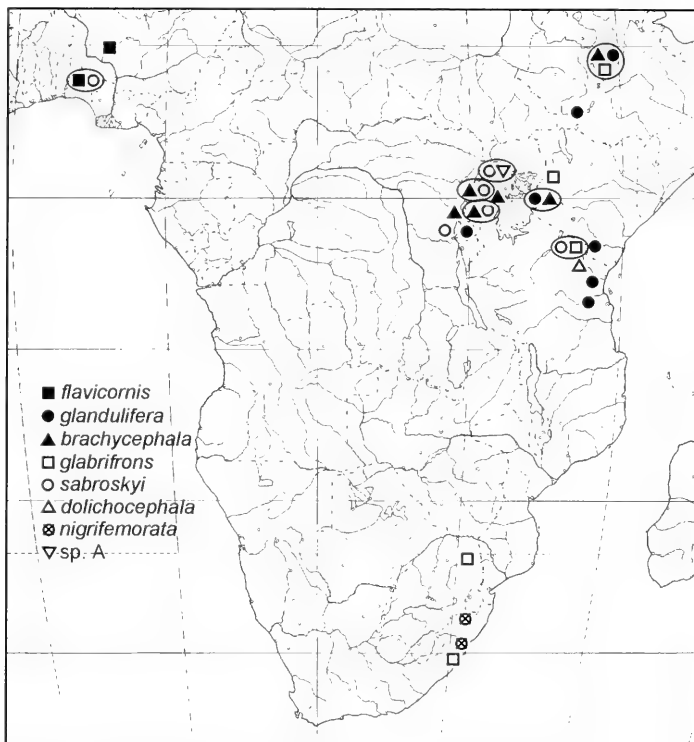 flavicornis
glandulifera
brachycephala
glabrifrons
sabroskyi
dolichocephala
nigrifemorata
sp. A